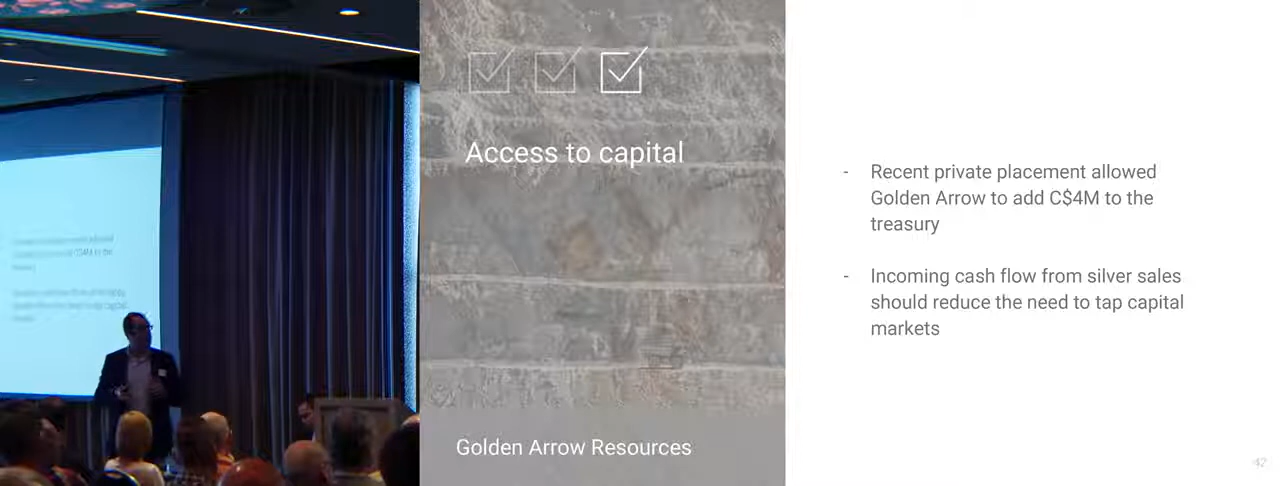 Access to capital
Golden Arrow Resources
- Recent private placement allowed
Golden Arrow to add C$4M to the
treasury
- Incoming cash flow from silver sales
should reduce the need to tap capital
markets
47